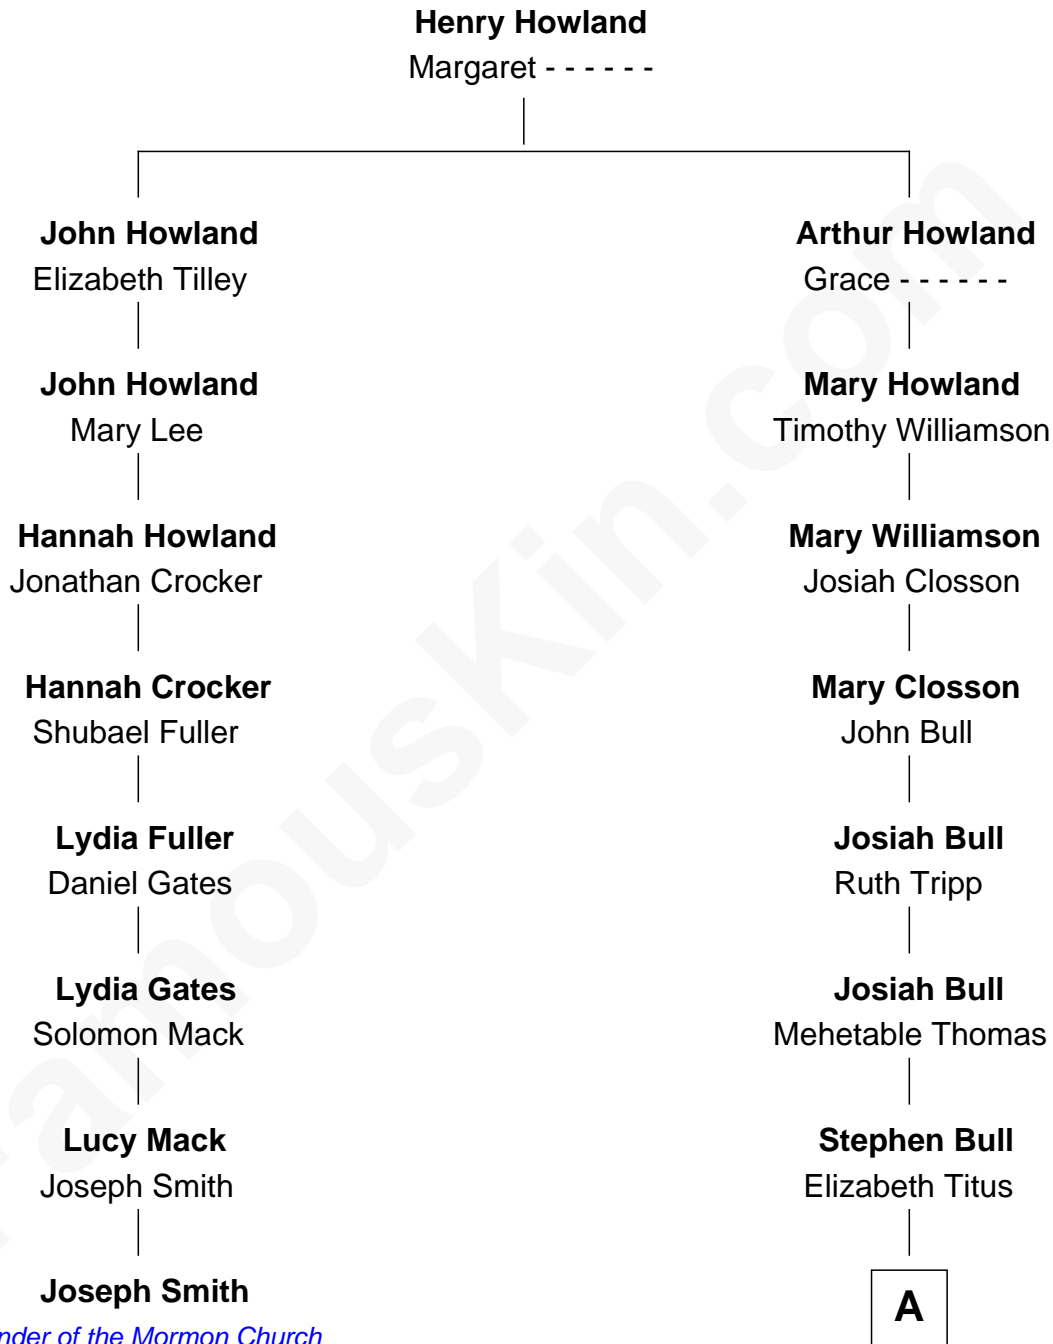 Henry Howland
Margaret - - - - - -
John Howland
Elizabeth Tilley
Arthur Howland
Grace - - - - - -
John Howland
Mary Lee
Mary Howland
Timothy Williamson
Hannah Howland
Jonathan Crocker
Mary Williamson
Josiah Closson
Hannah Crocker
Shubael Fuller
Mary Closson
John Bull
Lydia Fuller
Daniel Gates
Josiah Bull
Ruth Tripp
Lydia Gates
Solomon Mack
Josiah Bull
Mehetable Thomas
Lucy Mack
Joseph Smith
Stephen Bull
Elizabeth Titus
Joseph Smith
nder of the Mormon Church
A
FamousKin.com